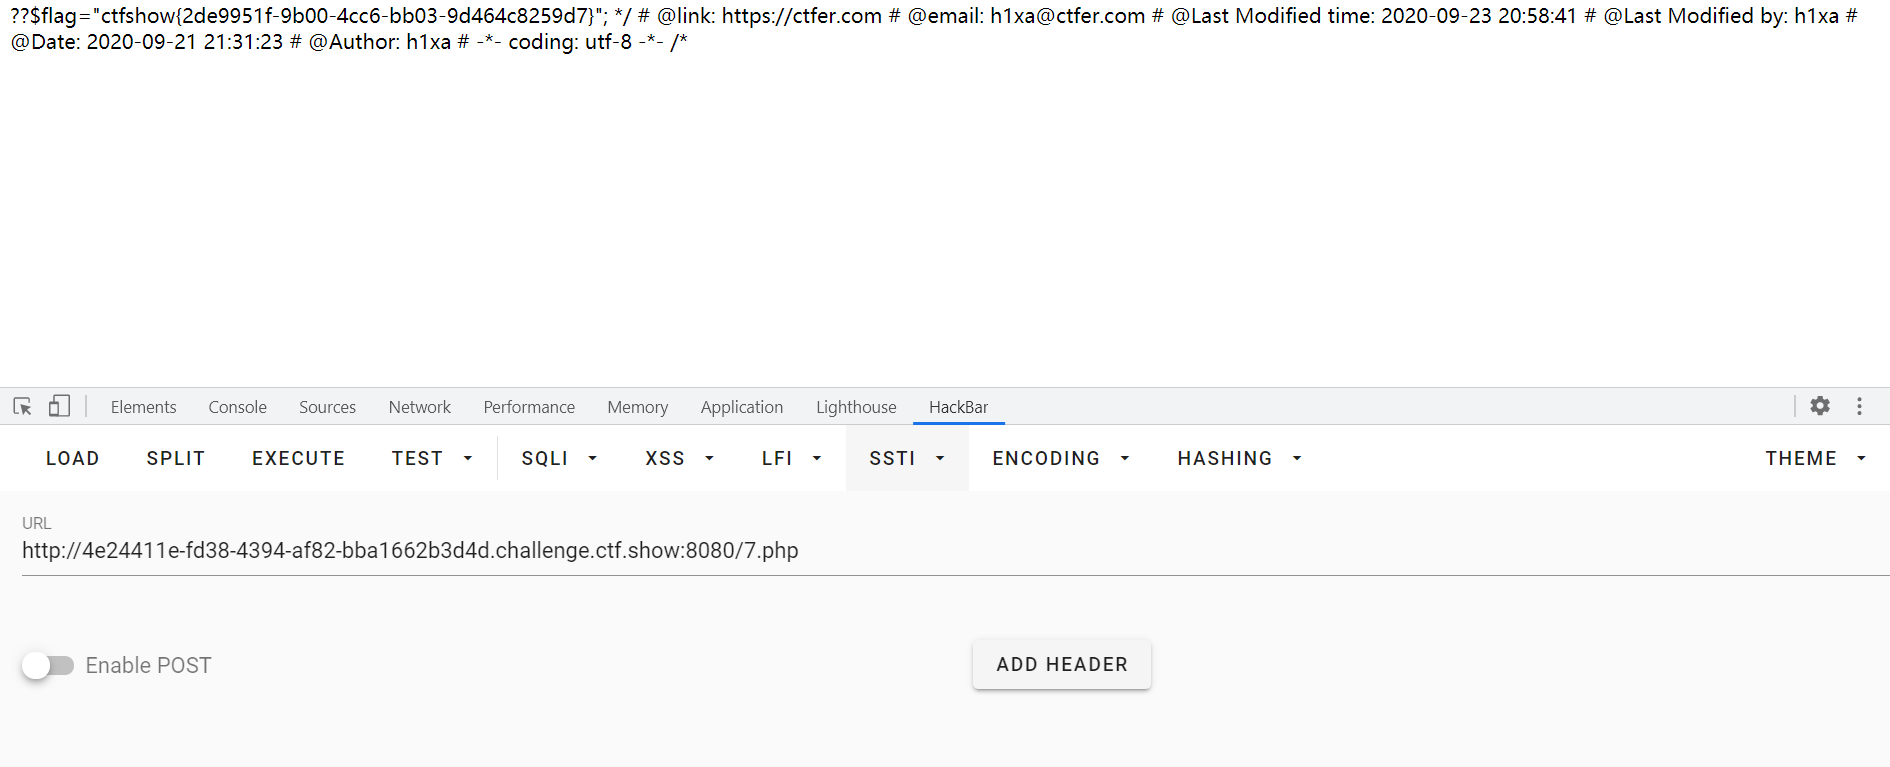 ??$flag="ctfshow{2de9951f-9b00-4cc6-bb03-9d464c8259d7}"; */ # @link: https://ctfer.com # @email: h1xa@ctfer.com # @Last Modified time: 2020-09-23 20:58:41 # @Last Modified by: h1xa #
@Date: 2020-09-21 21:31:23 # @Author: h1xa # -*- coding: utf-8 -*- /*
Elements Console Sources Network Performance Memory Application Lighthouse HackBar
LOAD SPLIT EXECUTE TEST SQLI XSS LFI SSTI ENCODING HASHING THEME
URL
http://4e24411e-fd38-4394-af82-bba1662b3d4d.challenge.ctf.show:8080/7.php
Enable POST ADD HEADER